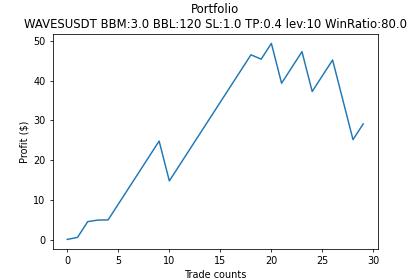 Portfolio
WAVESUSDT BBM:3.0 BBL:120 SL:1.0 TP:0.4 lev:10 WinRatio:80.0
50
40
30
20
10
0
Profit ($)
0 5 10 15 20 25 30
Trade counts